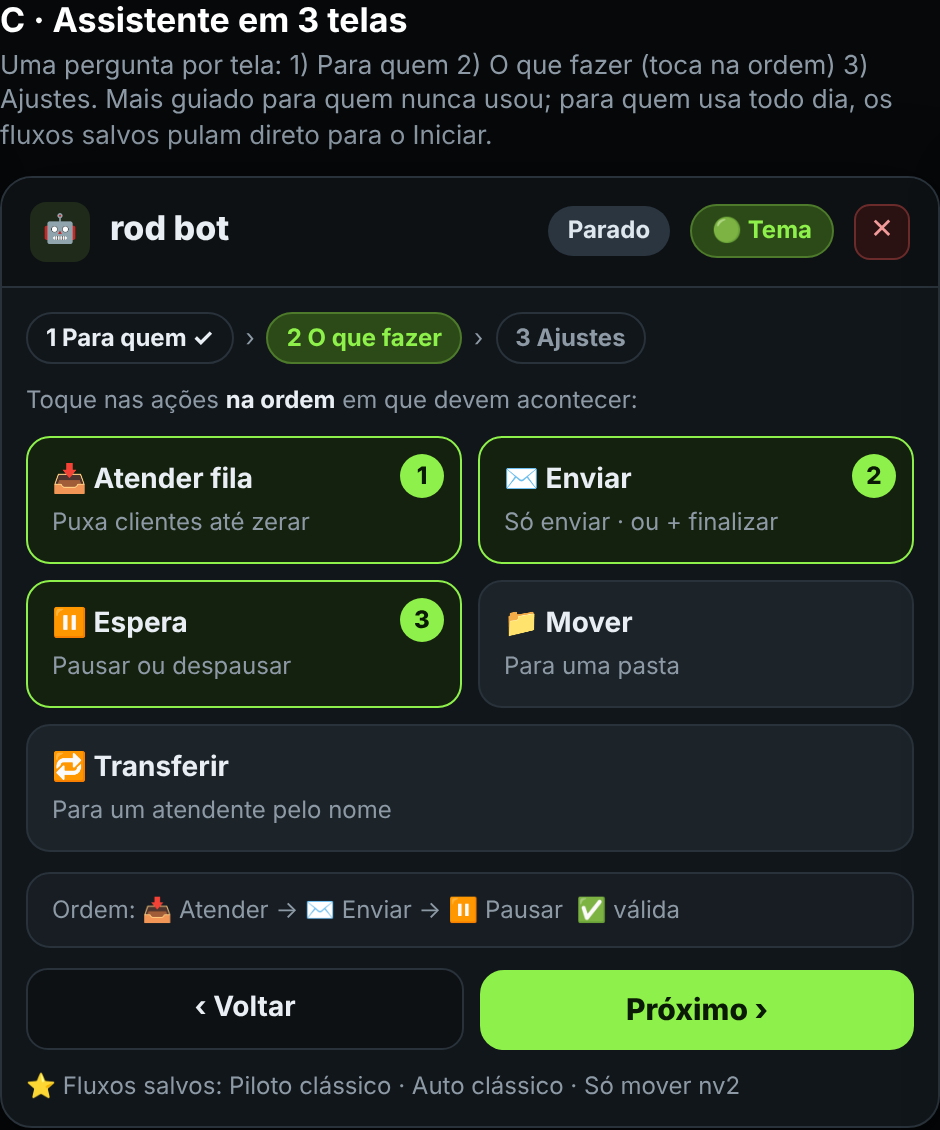 C · Assistente em 3 telas
Uma pergunta por tela: 1) Para quem 2) O que fazer (toca na ordem) 3)
Ajustes. Mais guiado para quem nunca usou; para quem usa todo dia, os
fluxos salvos pulam direto para o Iniciar.
🤖 rod bot Parado 🟢 Tema ✕
1 Para quem ✓ › 2 O que fazer › 3 Ajustes
Toque nas ações na ordem em que devem acontecer:
📥 Atender fila 1
Puxa clientes até zerar
✉️ Enviar 2
Só enviar · ou + finalizar
⏸️ Espera 3
Pausar ou despausar
📁 Mover
Para uma pasta
🔁 Transferir
Para um atendente pelo nome
Ordem: 📥 Atender → ✉️ Enviar → ⏸️ Pausar ✅ válida
‹ Voltar
Próximo ›
⭐ Fluxos salvos: Piloto clássico · Auto clássico · Só mover nv2